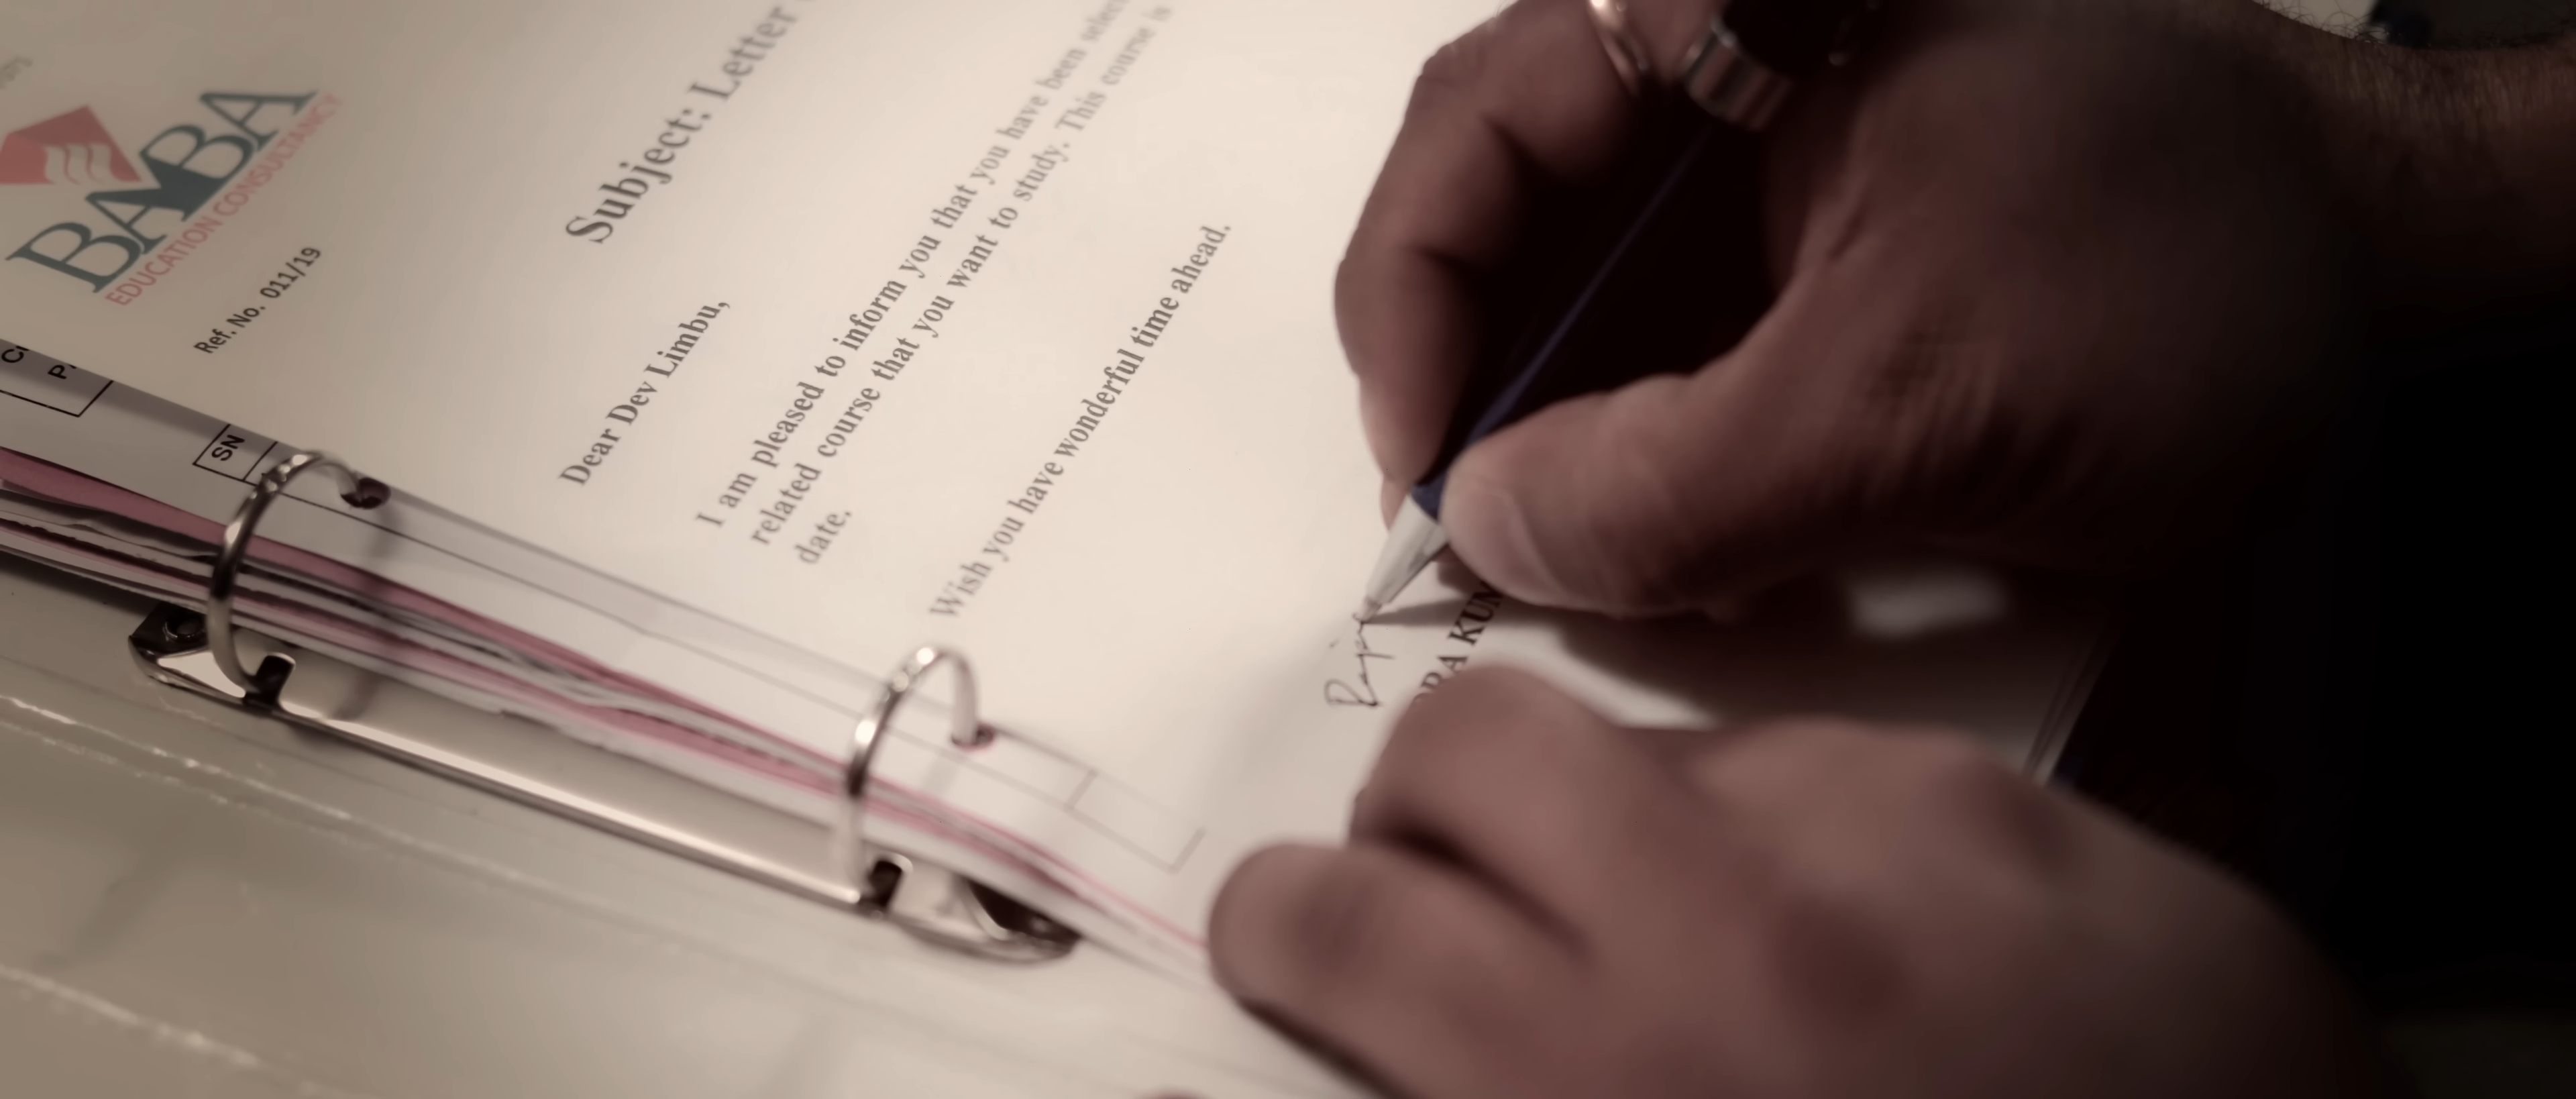 BAMBA
EDUCATION CONSULTANCY
Ref. No. 011/19
Subject: Letter
Dear Dev Limbu,
I am pleased to inform you that you have been
related course that you want to study. This course is
date.
Wish you have wonderful time ahead.
SN